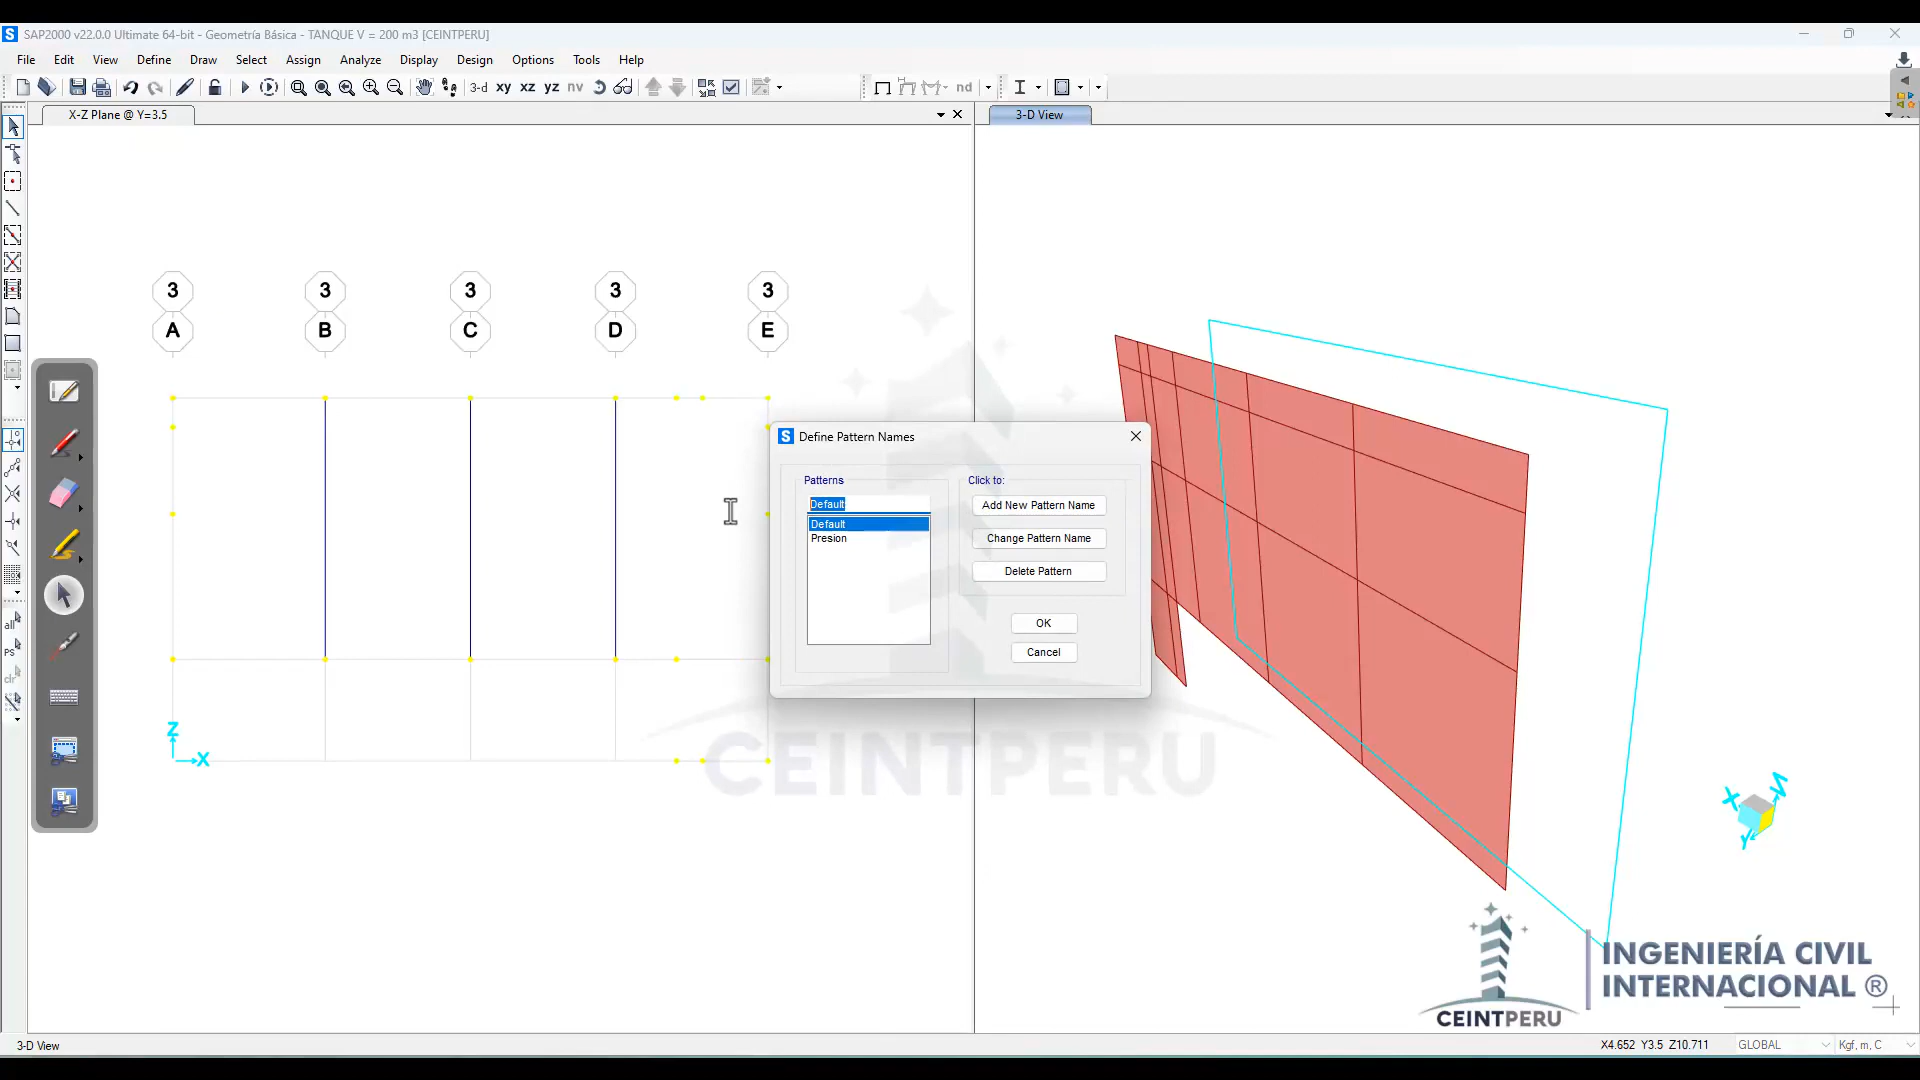 SAP2000 v22.0.0 Ultimate 64-bit - Geometría Básica - TANQUE V = 200 m3 [CEINTPERU]
File Edit View Define Draw Select Assign Analyze Display Design Options Tools Help
3-d xy xz yz nv nd
X-Z Plane @ Y=3.5
3-D View
3 3 3 3 3
A B C D E
Define Pattern Names
Patterns
Click to:
Default
Add New Pattern Name
Default
Presion
Change Pattern Name
Delete Pattern
OK
Cancel
all
PS
clr
Z
X
CEINTPERU
X
Z
Y
INGENIERÍA CIVIL
INTERNACIONAL ®
CEINTPERU
3-D View
X4.652 Y3.5 Z10.711
GLOBAL
Kgf, m, C